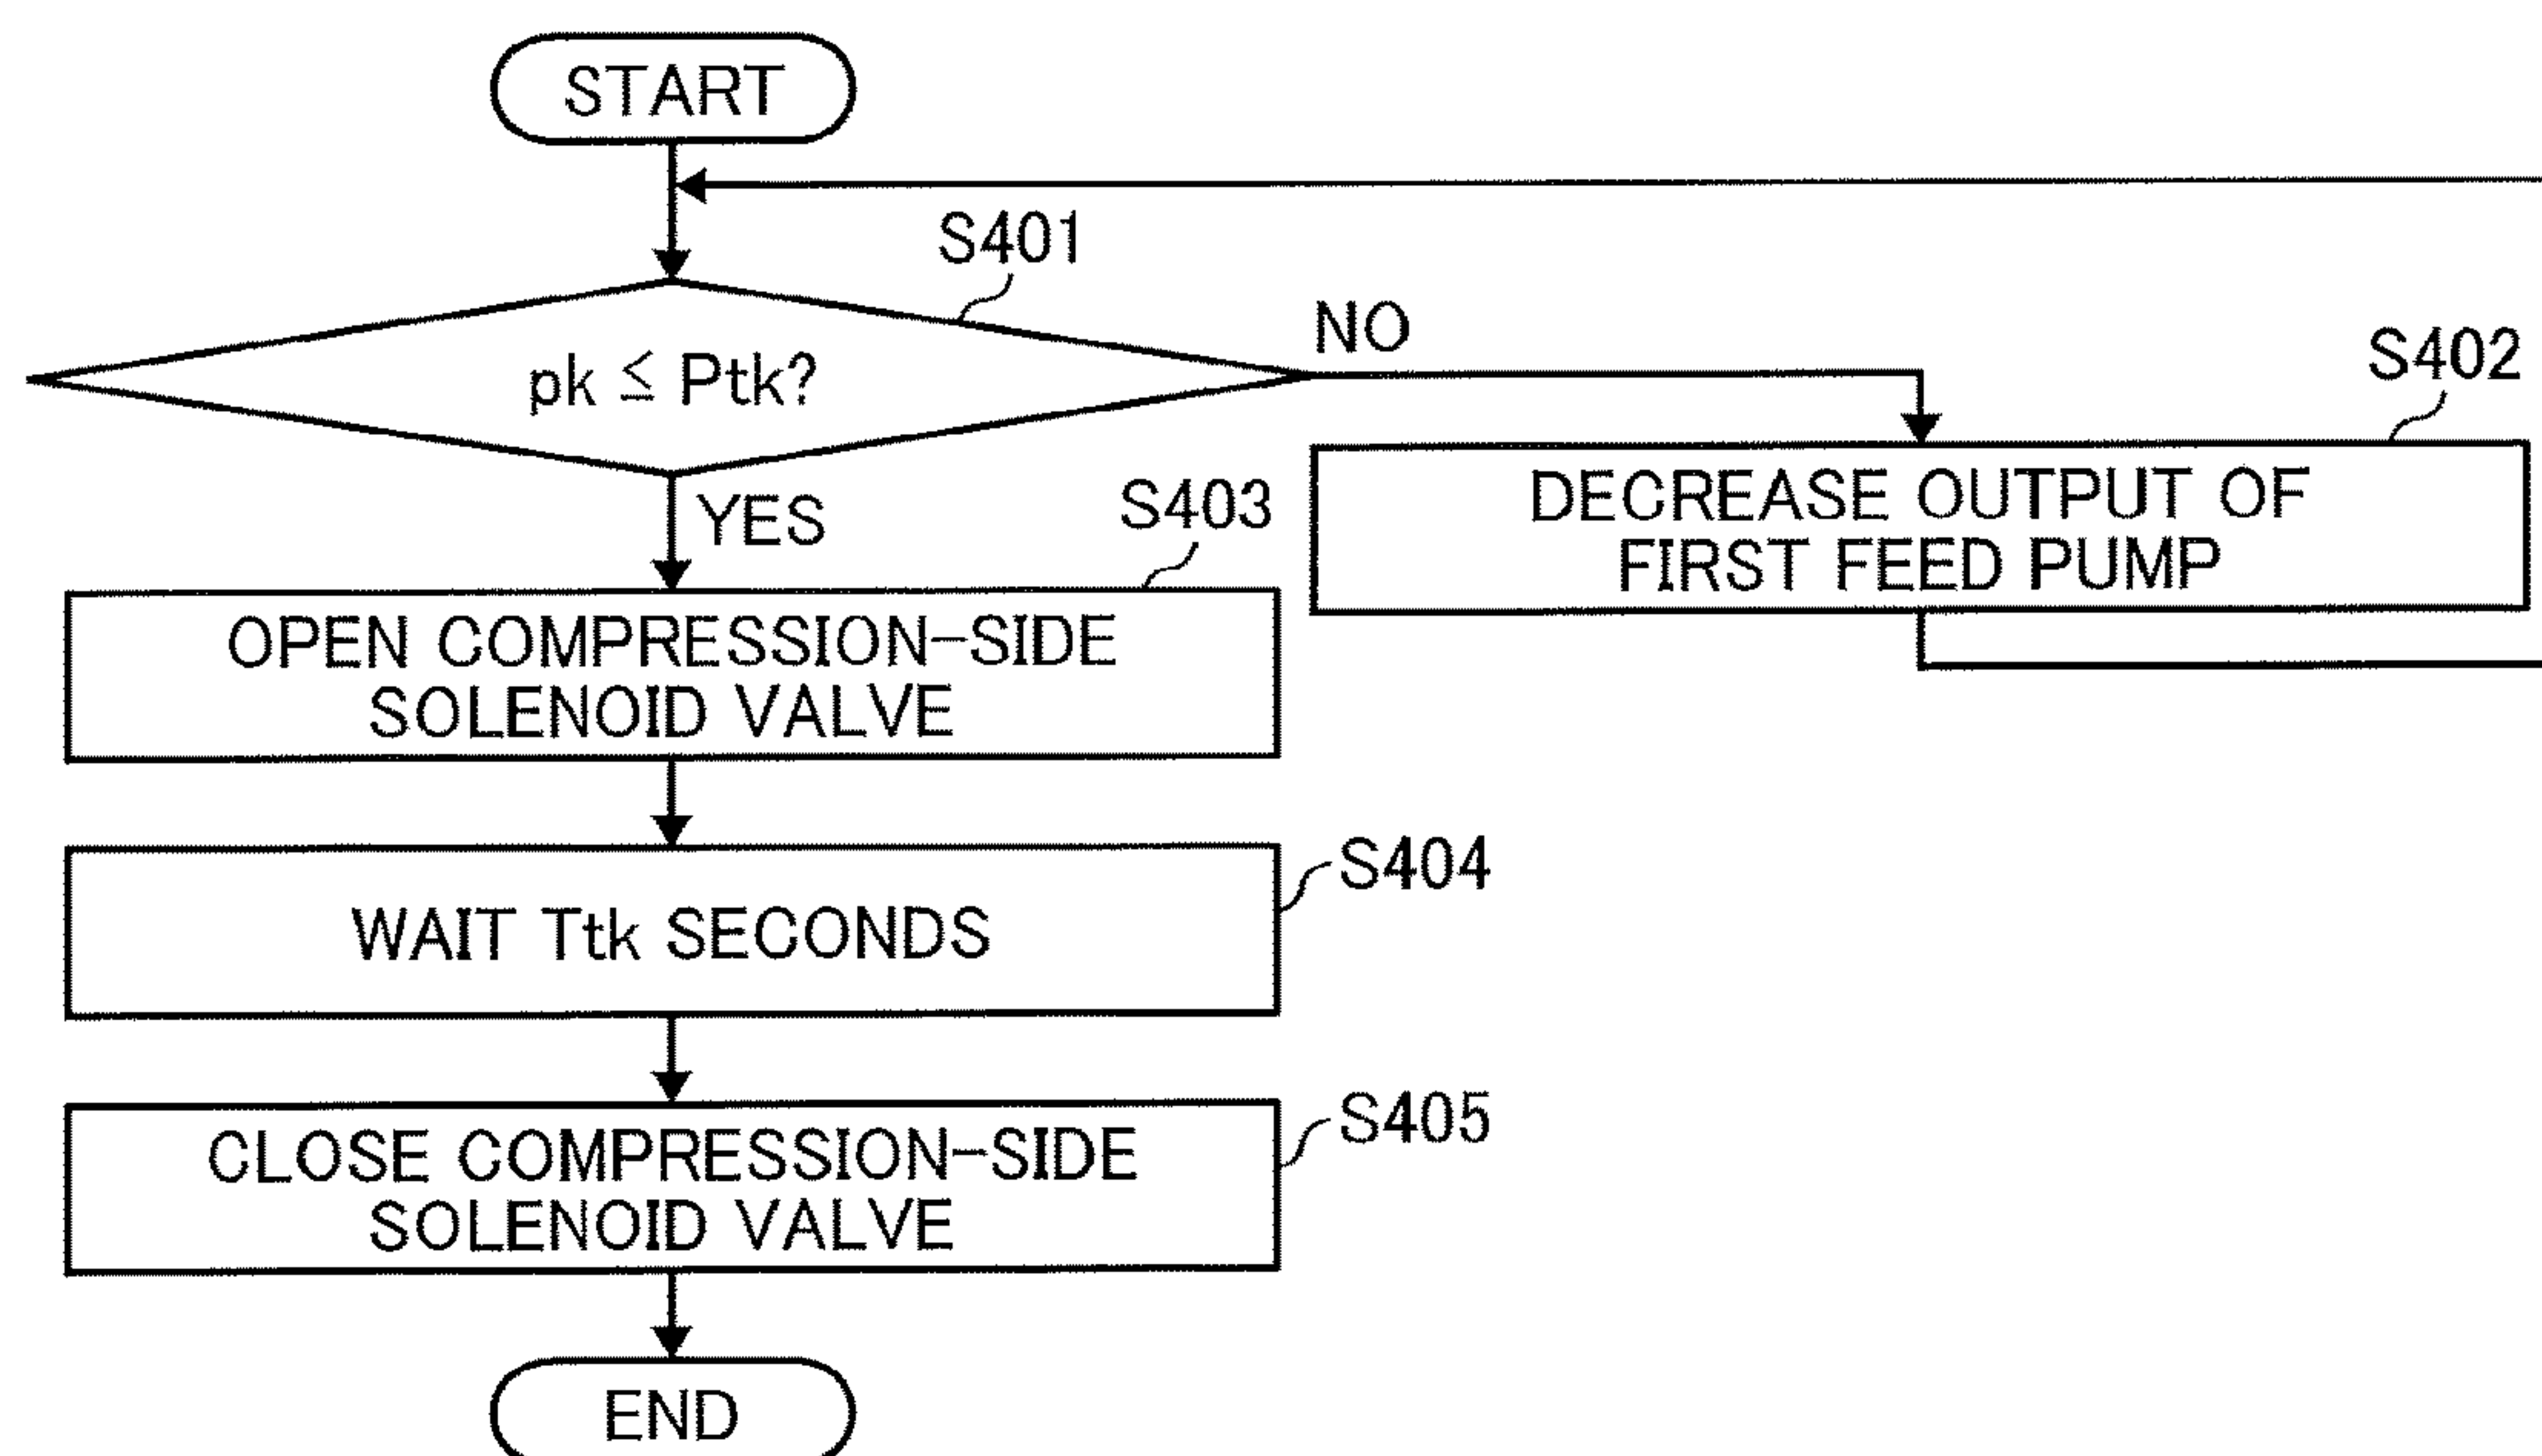 START
S401
pk ≦ Ptk?
NO
S402
DECREASE OUTPUT OF
FIRST FEED PUMP
YES
S403
OPEN COMPRESSION-SIDE
SOLENOID VALVE
S404
WAIT Ttk SECONDS
S405
CLOSE COMPRESSION-SIDE
SOLENOID VALVE
END